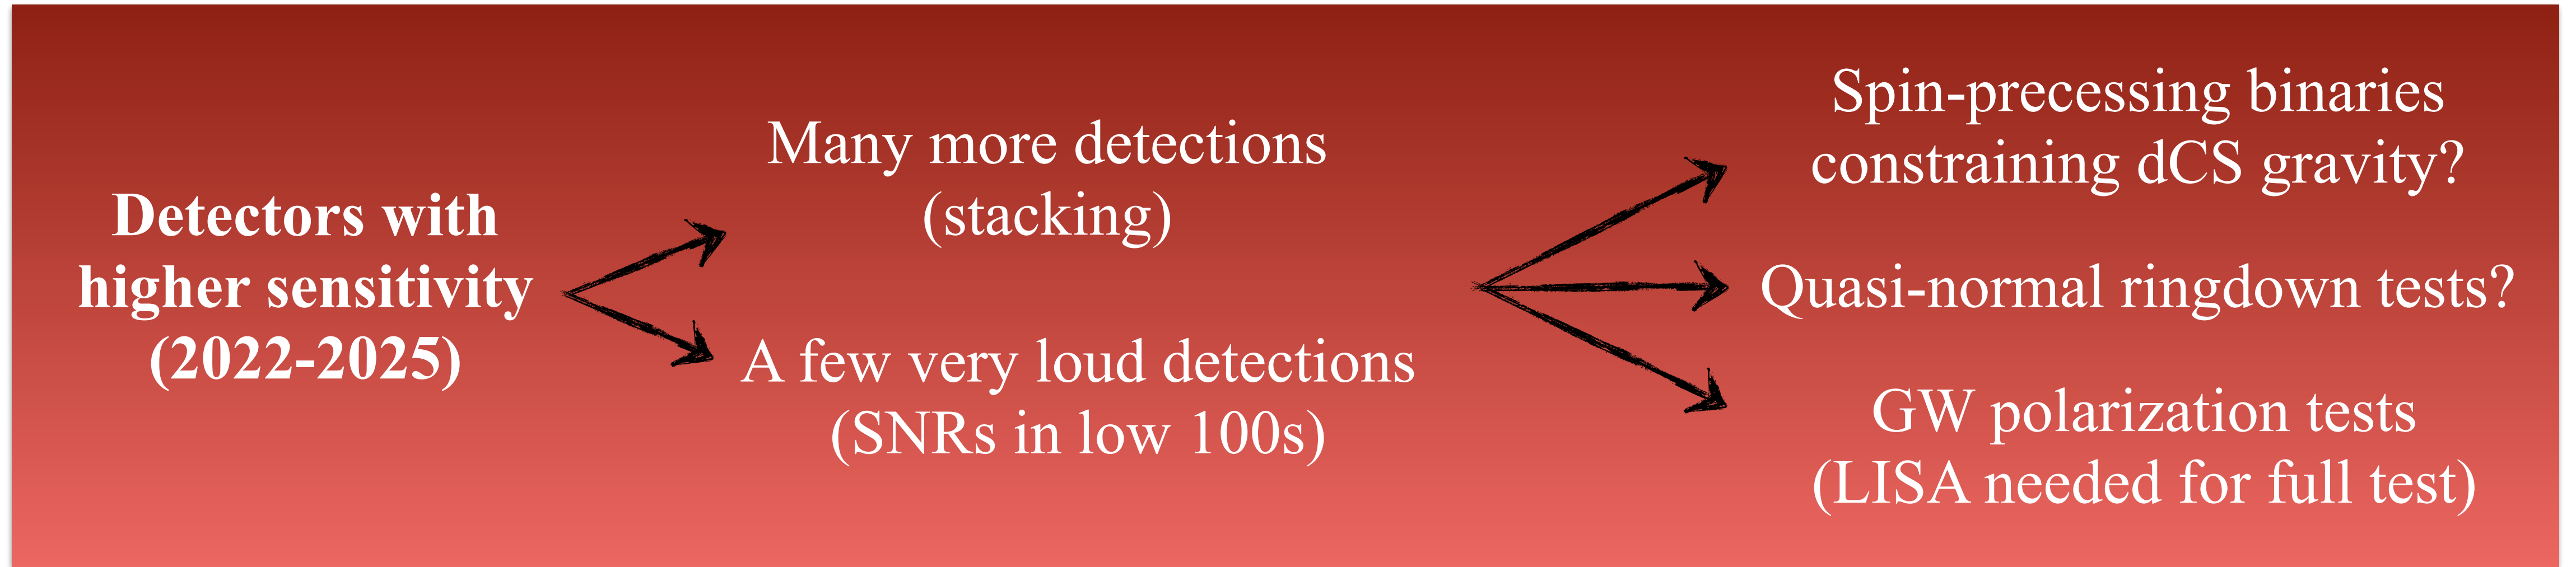 Detectors with
higher sensitivity
(2022-2025)
Many more detections
(stacking)
A few very loud detections
(SNRs in low 100s)
Spin-precessing binaries
constraining dCS gravity?
Quasi-normal ringdown tests?
GW polarization tests
(LISA needed for full test)